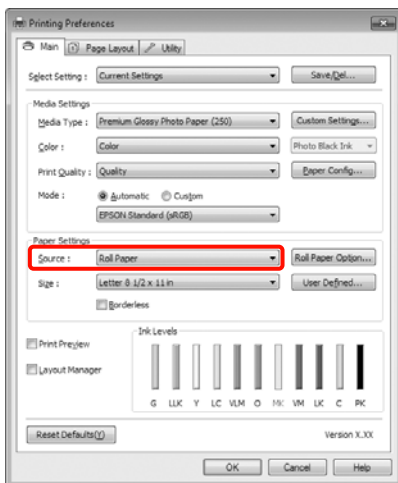 Printing Preferences
Main Page Layout Utility
Select Setting : Current Settings Save/Del...
Media Settings
Media Type : Premium Glossy Photo Paper (250) Custom Settings...
Color : Color Photo Black Ink
Print Quality : Quality Paper Config...
Mode : Automatic Custom
EPSON Standard (sRGB)
Paper Settings
Source : Roll Paper Roll Paper Option...
Size : Letter 8 1/2 x 11 in User Defined...
Borderless
Ink Levels
Print Preview
Layout Manager
G LLK Y LC VLM O MK VM LK C PK
Reset Defaults(Y) Version X.XX
OK Cancel Help